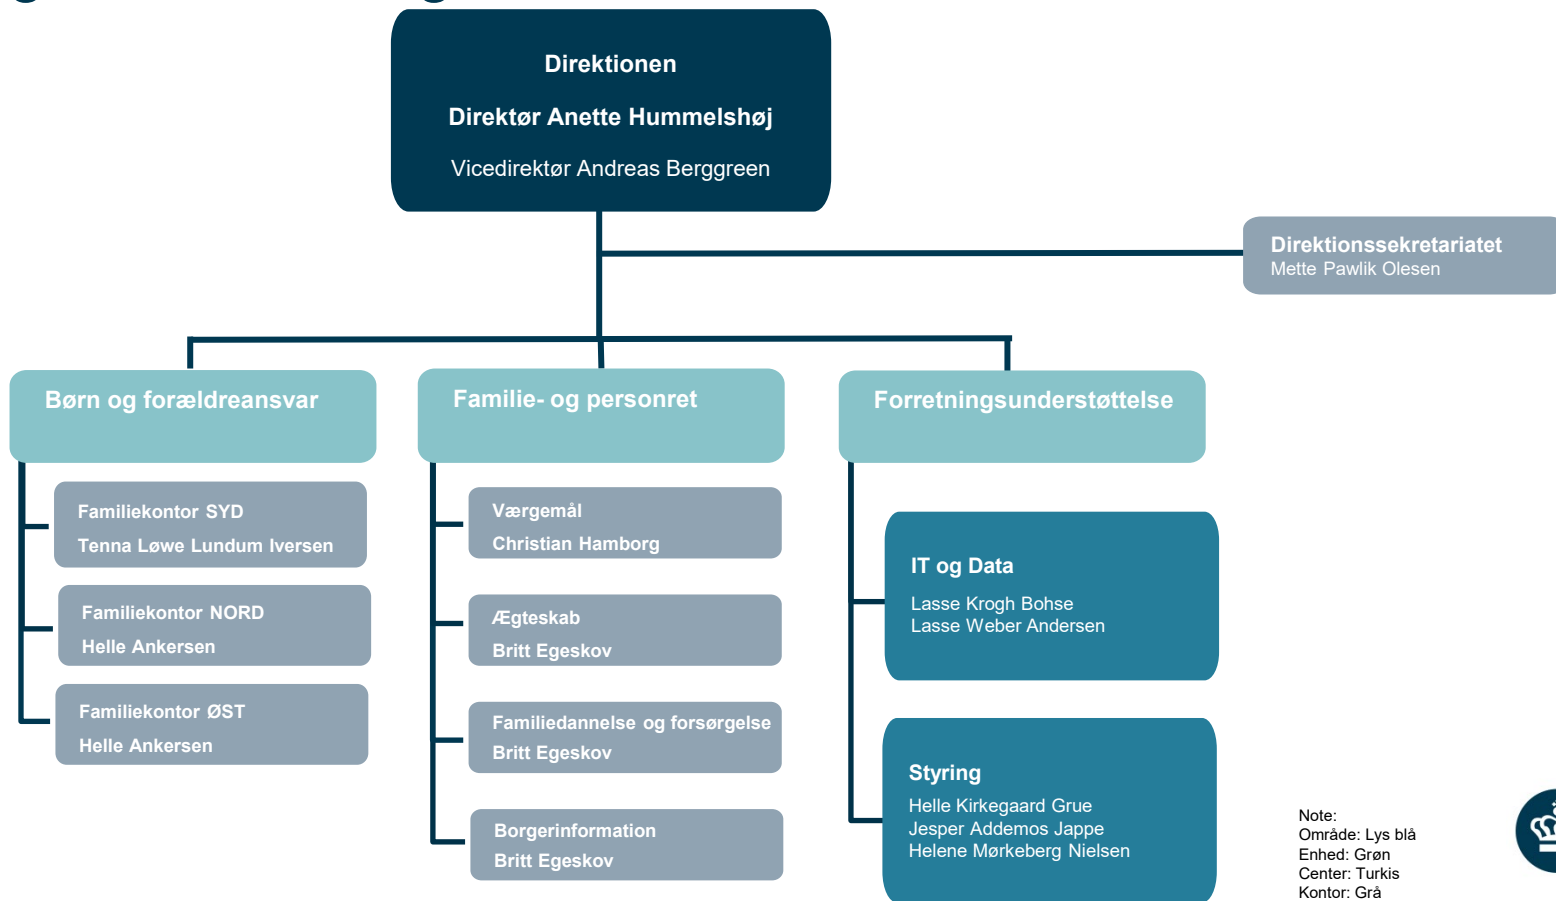 Direktionen
Direktør Anette Hummelshøj
Vicedirektør Andreas Berggreen
Direktionssekretariatet
Mette Pawlik Olesen
Børn og forældreansvar
Familiekontor SYD
Tenna Løwe Lundum Iversen
Familiekontor NORD
Helle Ankersen
Familiekontor ØST
Helle Ankersen
Familie- og personret
Værgemål
Christian Hamborg
Ægteskab
Britt Egeskov
Familiedannelse og forsørgelse
Britt Egeskov
Borgerinformation
Britt Egeskov
Forretningsunderstøttelse
IT og Data
Lasse Krogh Bohse
Lasse Weber Andersen
Styring
Helle Kirkegaard Grue
Jesper Addemos Jappe
Helene Mørkeberg Nielsen
Note:
Område: Lys blå
Enhed: Grøn
Center: Turkis
Kontor: Grå